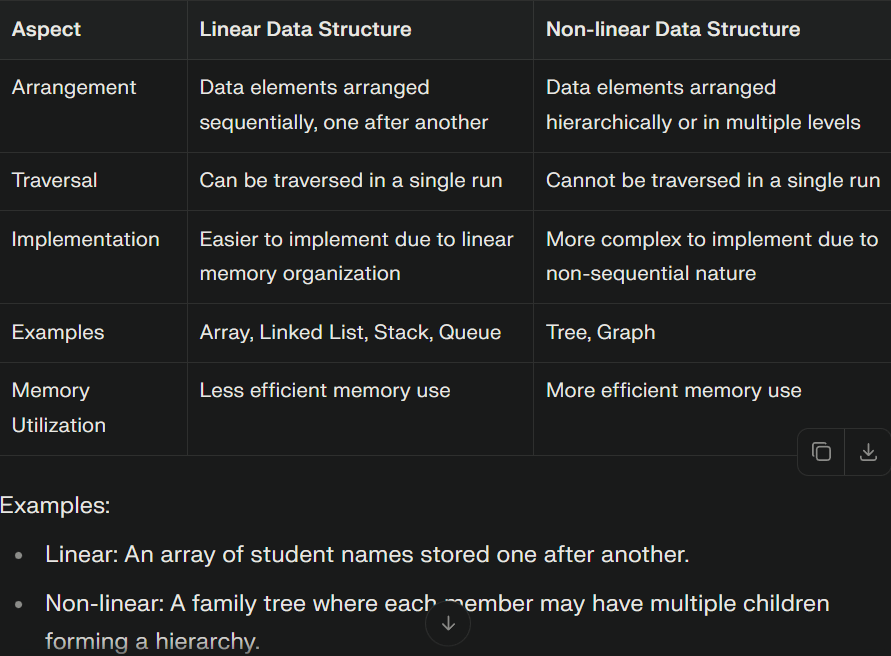 Aspect Linear Data Structure Non-linear Data Structure
Arrangement Data elements arranged Data elements arranged
sequentially, one after another hierarchically or in multiple levels
Traversal Can be traversed in a single run Cannot be traversed in a single run
Implementation Easier to implement due to linear More complex to implement due to
memory organization non-sequential nature
Examples Array, Linked List, Stack, Queue Tree, Graph
Memory Less efficient memory use More efficient memory use
Utilization
Examples:
Linear: An array of student names stored one after another.
Non-linear: A family tree where each member may have multiple children
forming a hierarchy.